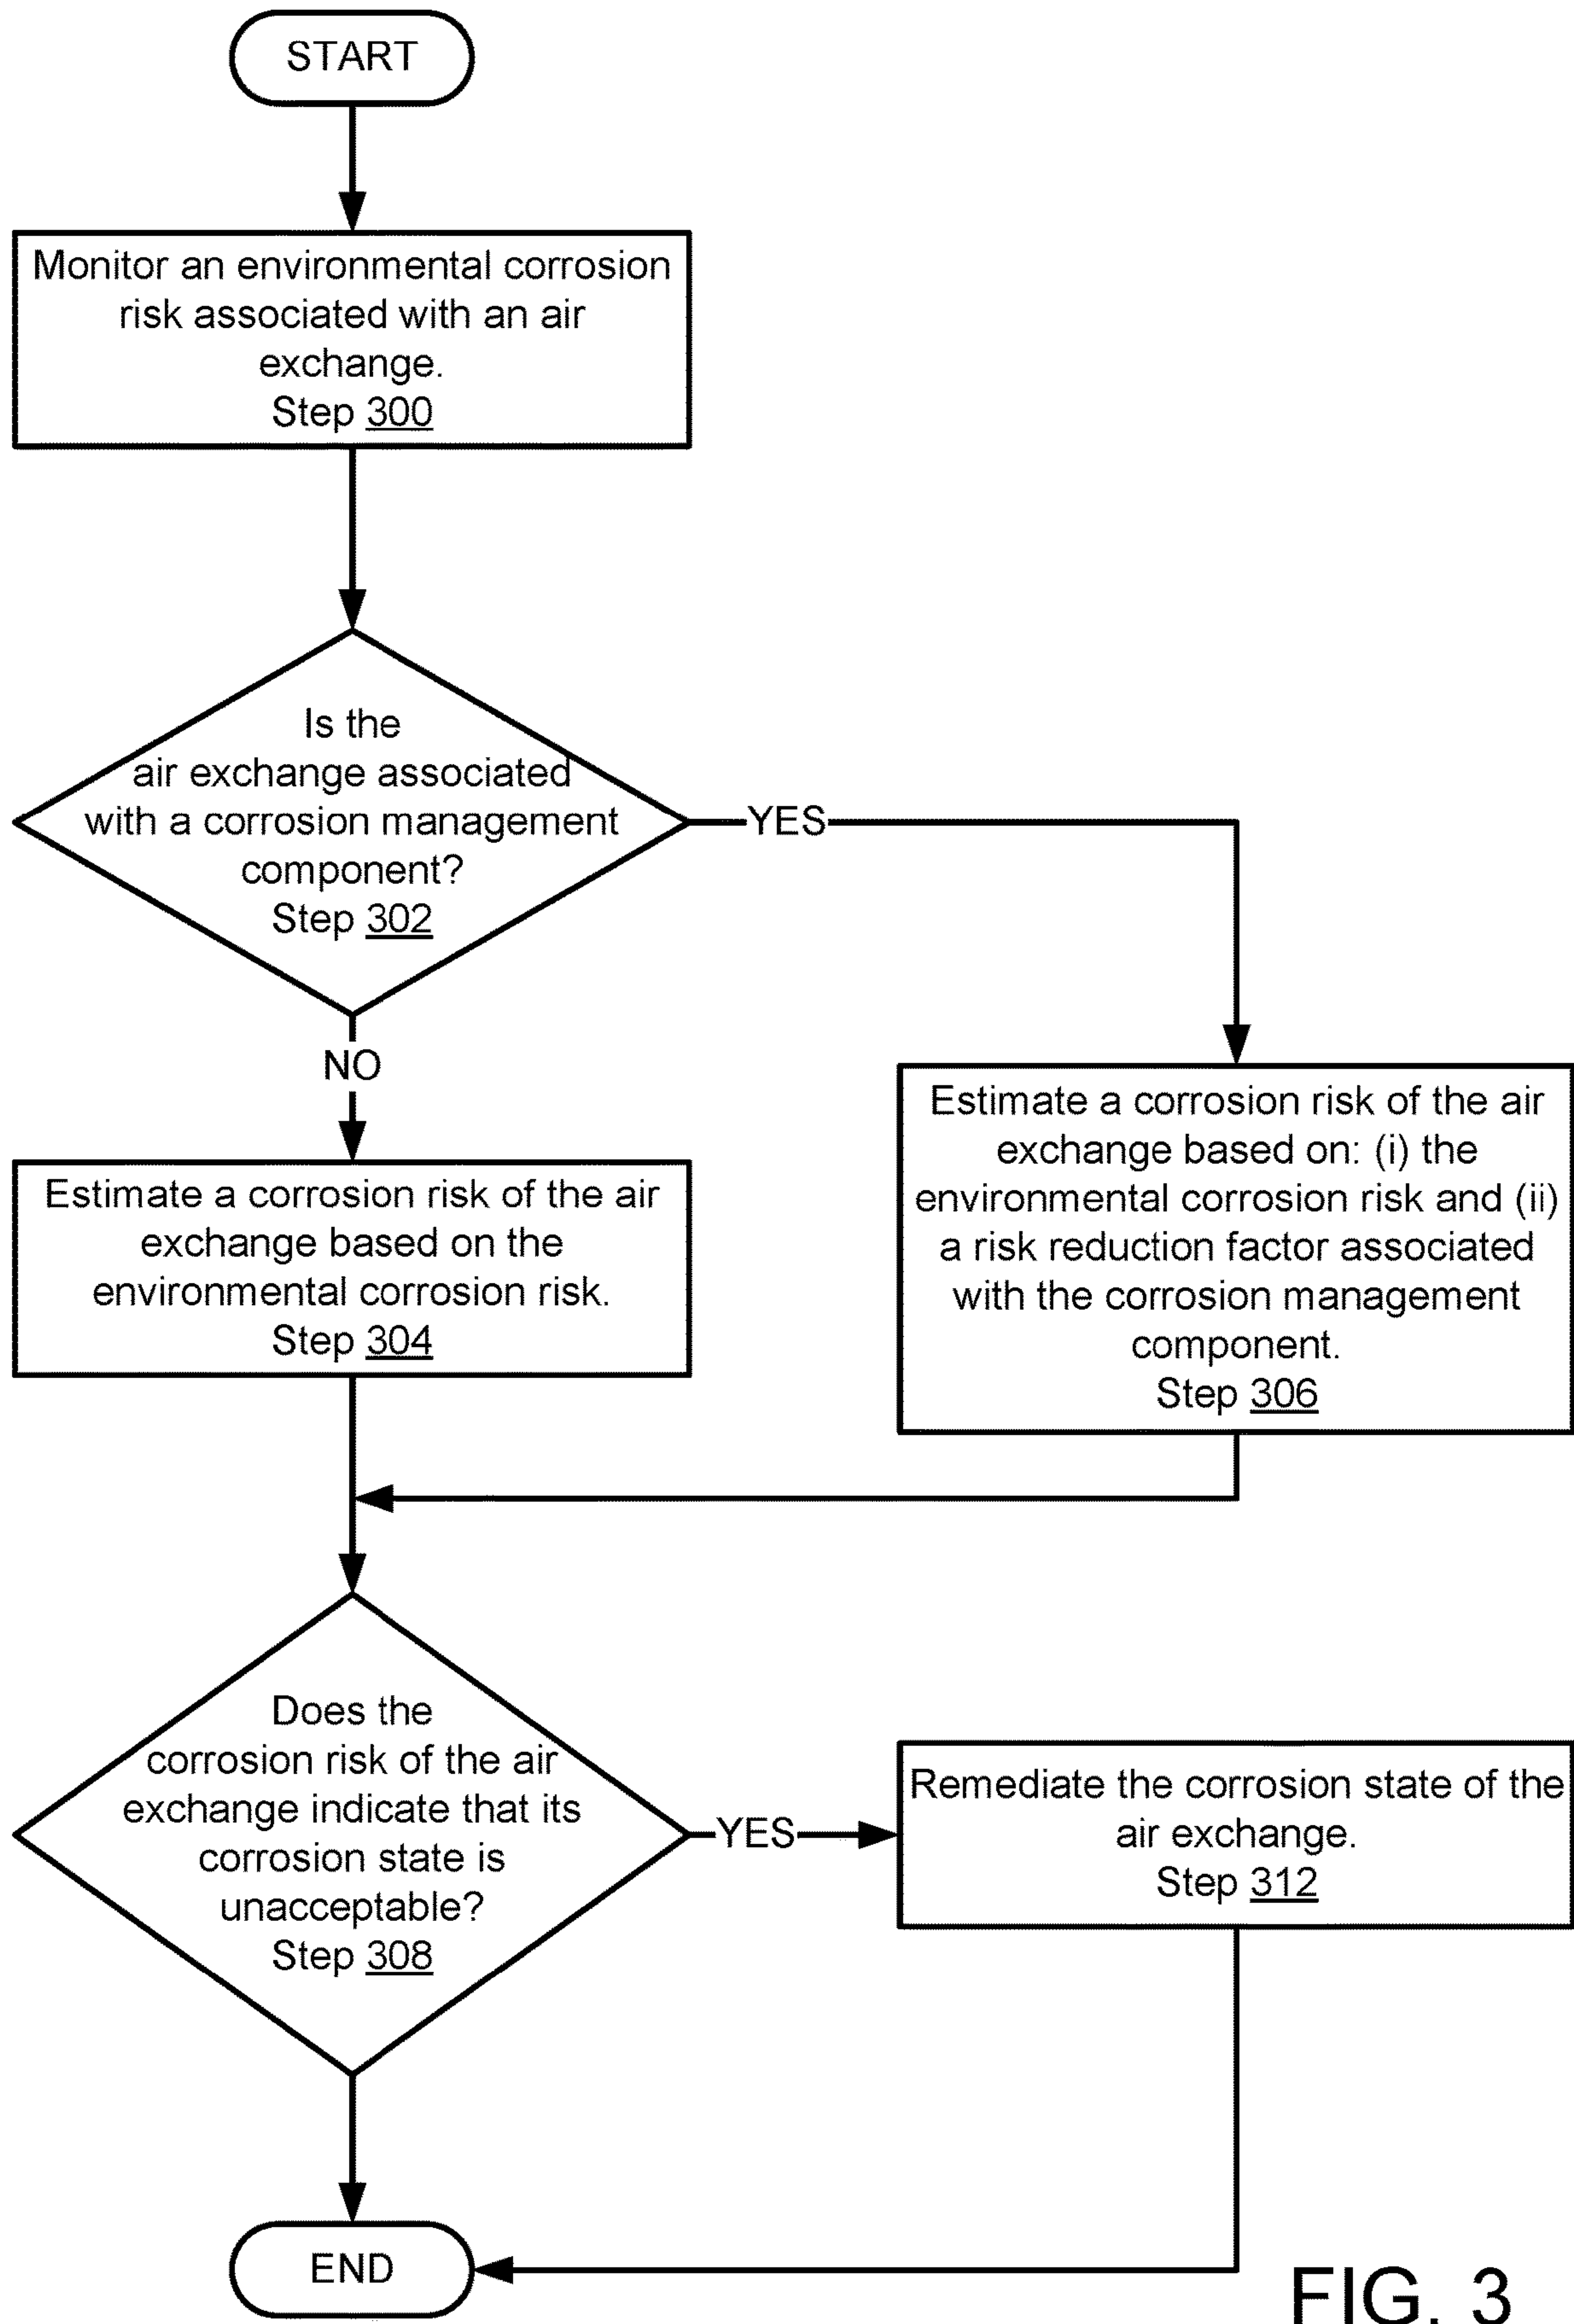 START
Monitor an environmental corrosion
risk associated with an air
exchange.
Step 300
Is the
air exchange associated
with a corrosion management
component?
Step 302
YES
NO
Estimate a corrosion risk of the air
exchange based on the
environmental corrosion risk.
Step 304
Estimate a corrosion risk of the air
exchange based on: (i) the
environmental corrosion risk and (ii)
a risk reduction factor associated
with the corrosion management
component.
Step 306
Does the
corrosion risk of the air
exchange indicate that its
corrosion state is
unacceptable?
Step 308
YES
Remediate the corrosion state of the
air exchange.
Step 312
END
FIG. 3